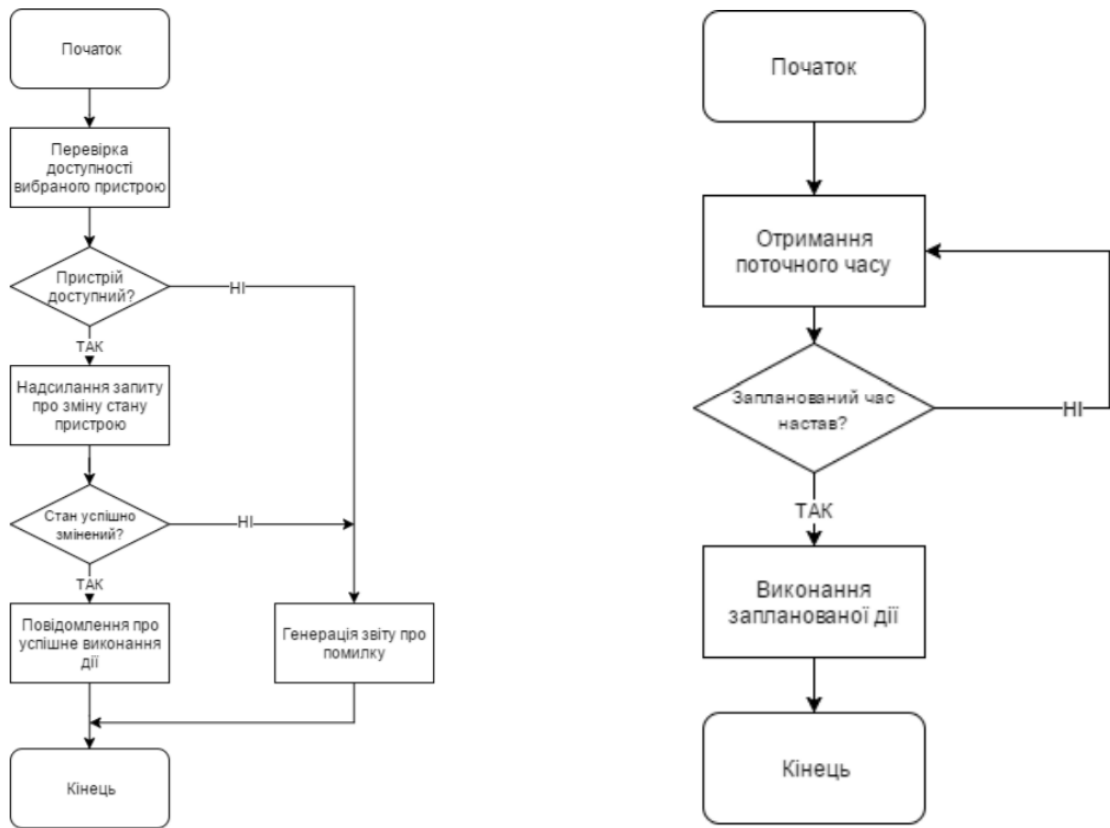 Початок
Перевірка
доступності
вибраного пристрою
Пристрій
доступний?
НІ
ТАК
Надсилання запиту
про зміну стану
пристрою
Стан успішно
змінений?
НІ
ТАК
Повідомлення про
успішне виконання
дії
Генерація звіту про
помилку
Кінець
Початок
Отримання
поточного часу
Запланований час
настав?
НІ
ТАК
Виконання
запланованої дії
Кінець